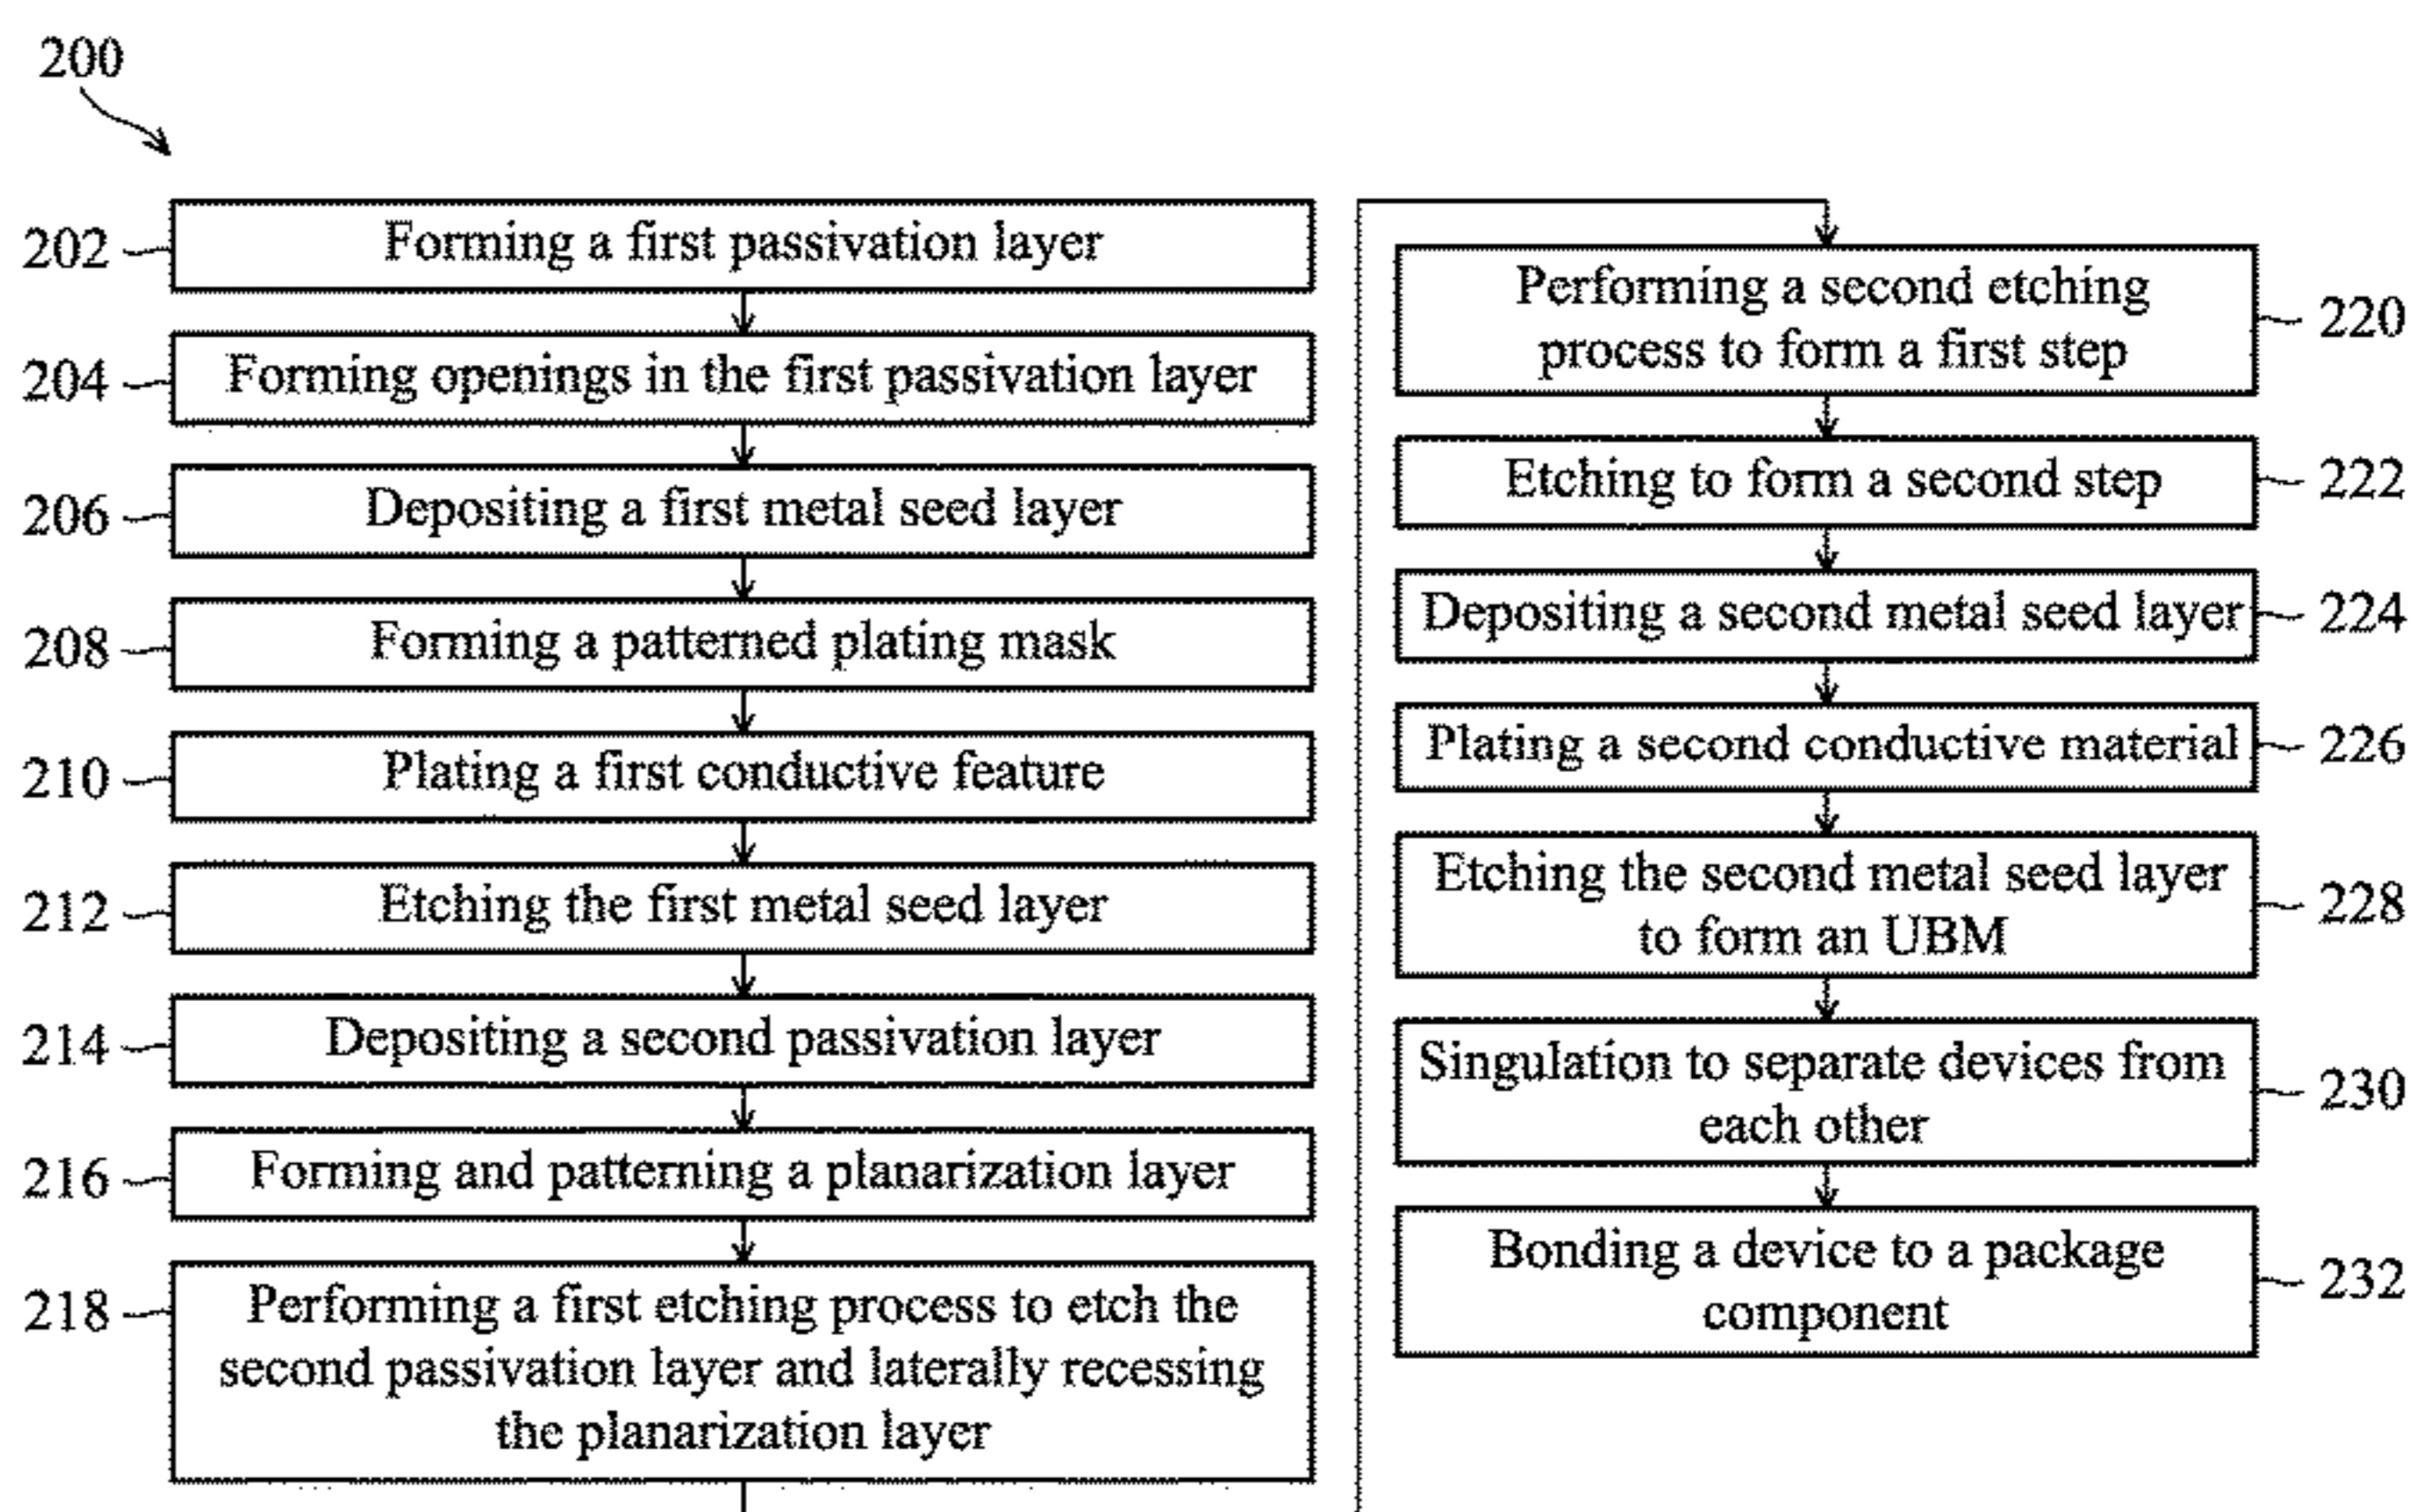 200
202
Forming a first passivation layer
204
Forming openings in the first passivation layer
206
Depositing a first metal seed layer
208
Forming a patterned plating mask
210
Plating a first conductive feature
212
Etching the first metal seed layer
214
Depositing a second passivation layer
216
Forming and patterning a planarization layer
218
Performing a first etching process to etch the
second passivation layer and laterally recessing
the planarization layer
Performing a second etching
process to form a first step
220
Etching to form a second step
222
Depositing a second metal seed layer
224
Plating a second conductive material
226
Etching the second metal seed layer
to form an UBM
228
Singulation to separate devices from
each other
230
Bonding a device to a package
component
232